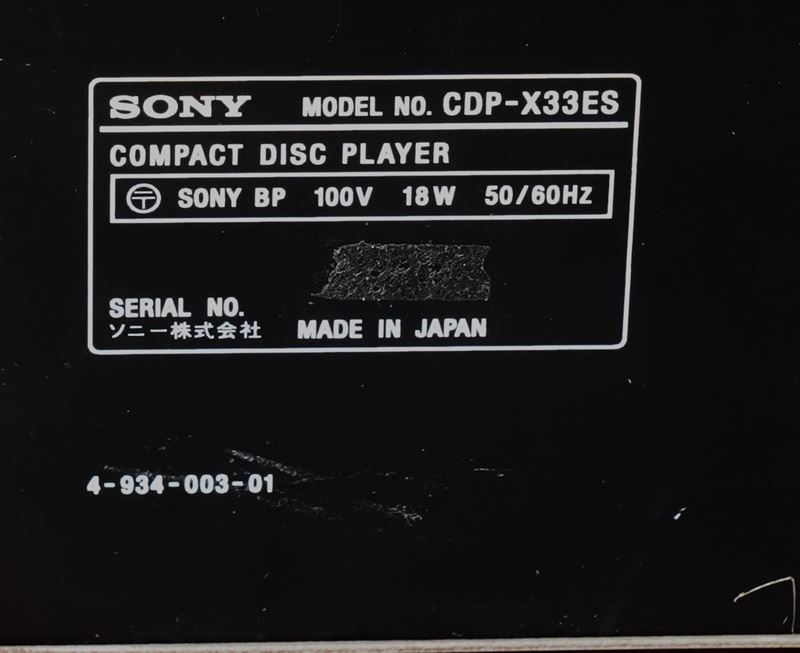 SONY MODEL NO. CDP-X33ES
COMPACT DISC PLAYER
〒 SONY BP 100V 18W 50/60Hz
SERIAL NO.
ソニー株式会社 MADE IN JAPAN
4-934-003-01